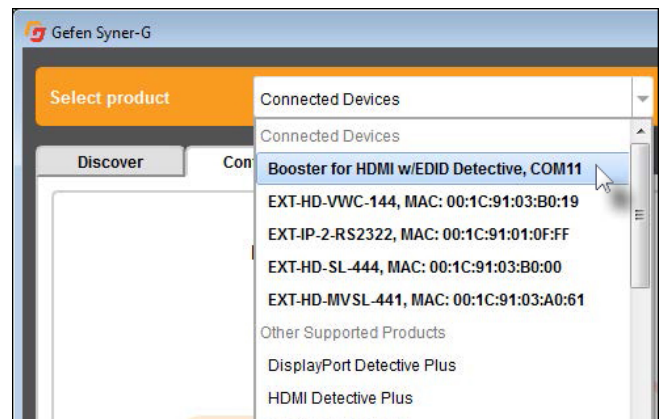 Gefen Syner-G
Select product
Connected Devices
Connected Devices
Discover
Con
Booster for HDMI w/EDID Detective, COM11
EXT-HD-VWC-144, MAC: 00:1C:91:03:B0:19
EXT-IP-2-RS2322, MAC: 00:1C:91:01:0F:FF
EXT-HD-SL-444, MAC: 00:1C:91:03:B0:00
EXT-HD-MVSL-441, MAC: 00:1C:91:03:A0:61
Other Supported Products
DisplayPort Detective Plus
HDMI Detective Plus